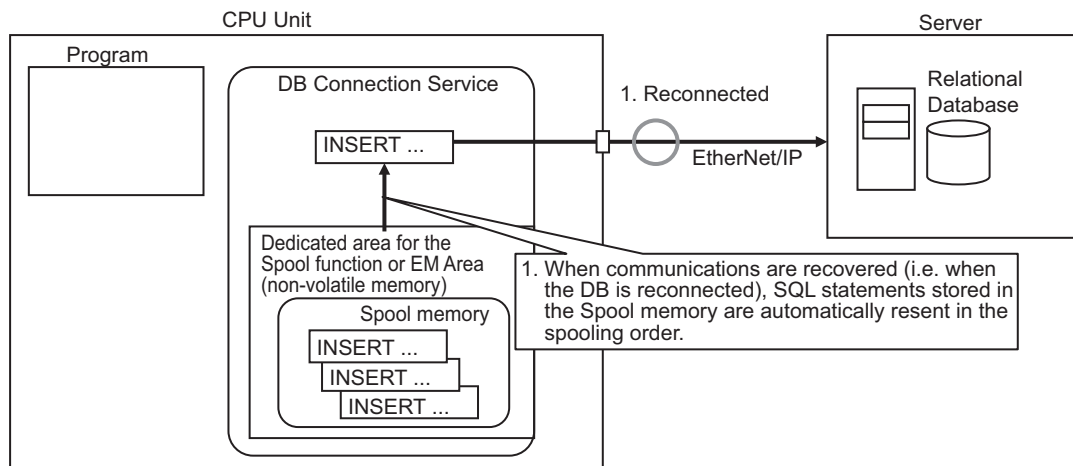 CPU Unit
Server
Program
DB Connection Service
1. Reconnected
Relational
Database
INSERT ...
EtherNet/IP
Dedicated area for the
Spool function or EM Area
(non-volatile memory)
1. When communications are recovered (i.e. when
the DB is reconnected), SQL statements stored in
the Spool memory are automatically resent in the
spooling order.
Spool memory
INSERT ...
INSERT ...
INSERT ...